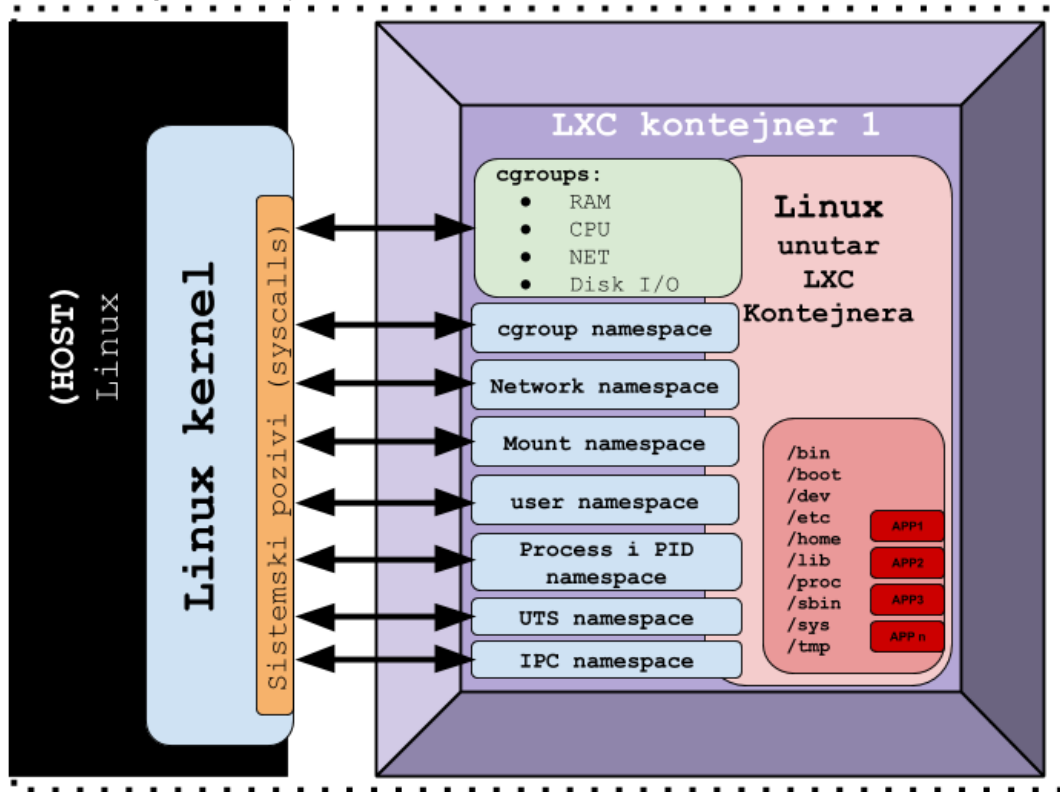 (HOST)
Linux
Linux kernel
Sistemski pozivi (syscalls)
LXC kontejner 1
cgroups:
● RAM
● CPU
● NET
● Disk I/O
cgroup namespace
Network namespace
Mount namespace
user namespace
Process i PID
namespace
UTS namespace
IPC namespace
Linux
unutar
LXC
Kontejnera
/bin
/boot
/dev
/etc
/home
/lib
/proc
/sbin
/sys
/tmp
APP1
APP2
APP3
APP n